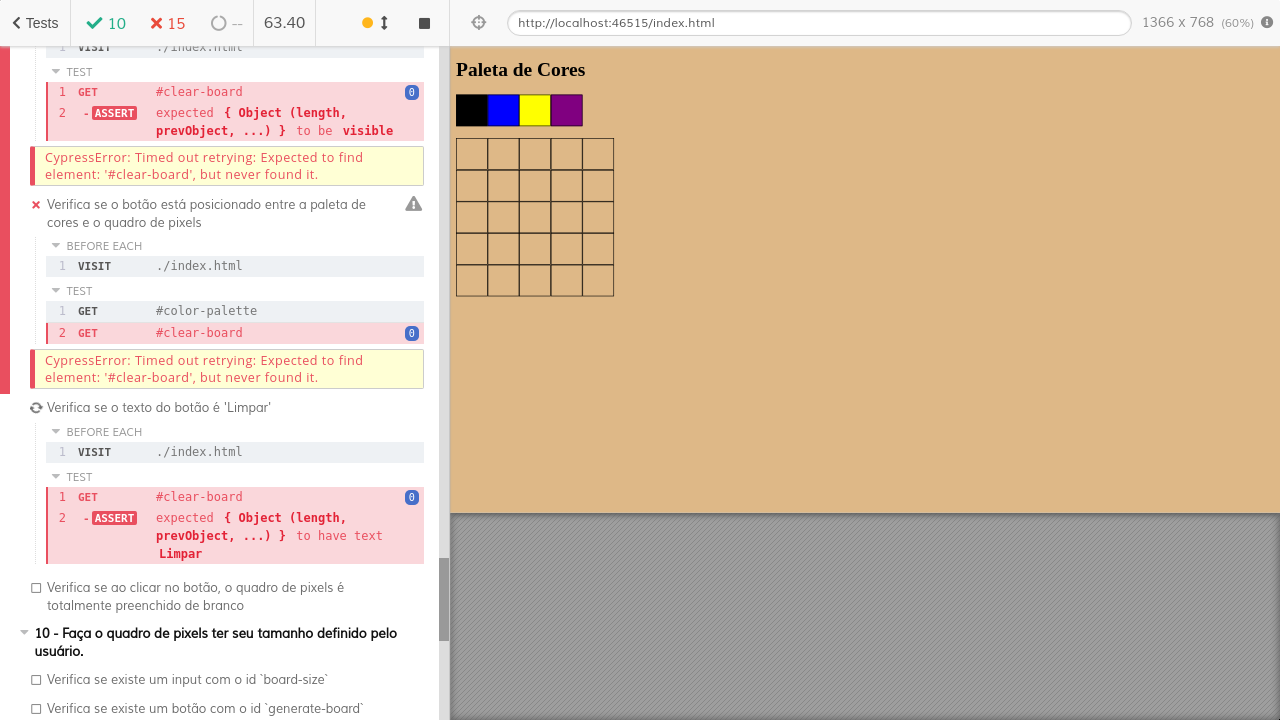 Tests 10 15 -- 63.40 http://localhost:46515/index.html 1366 x 768 (60%)
1 VISIT ./index.html
TEST
1 GET #clear-board 0
2 -ASSERT expected { Object (length,
prevObject, ...) } to be visible
CypressError: Timed out retrying: Expected to find
element: '#clear-board', but never found it.
Verifica se o botão está posicionado entre a paleta de
cores e o quadro de pixels
BEFORE EACH
1 VISIT ./index.html
TEST
1 GET #color-palette
2 GET #clear-board 0
CypressError: Timed out retrying: Expected to find
element: '#clear-board', but never found it.
Verifica se o texto do botão é 'Limpar'
BEFORE EACH
1 VISIT ./index.html
TEST
1 GET #clear-board 0
2 -ASSERT expected { Object (length,
prevObject, ...) } to have text
Limpar
Verifica se ao clicar no botão, o quadro de pixels é
totalmente preenchido de branco
10 - Faça o quadro de pixels ter seu tamanho definido pelo
usuário.
Verifica se existe um input com o id `board-size`
Verifica se existe um botão com o id `generate-board`
Paleta de Cores